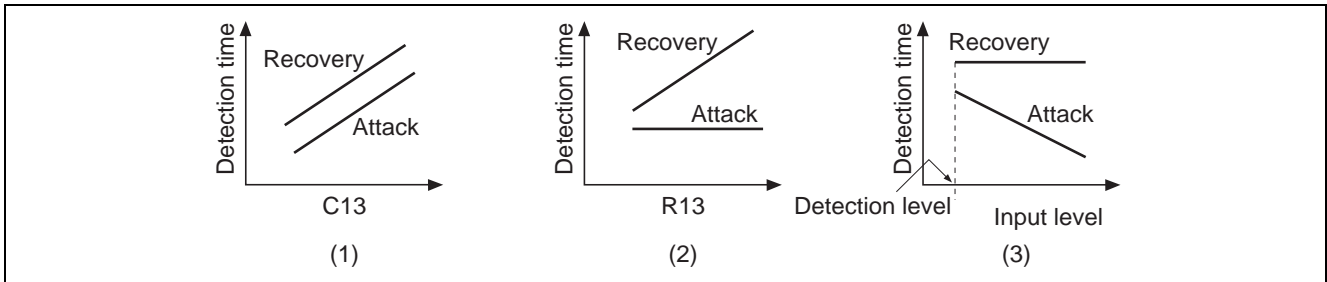 Detection time
Recovery
Attack
C13
(1)
Detection time
Recovery
Attack
R13
(2)
Detection time
Recovery
Attack
Detection level
Input level
(3)